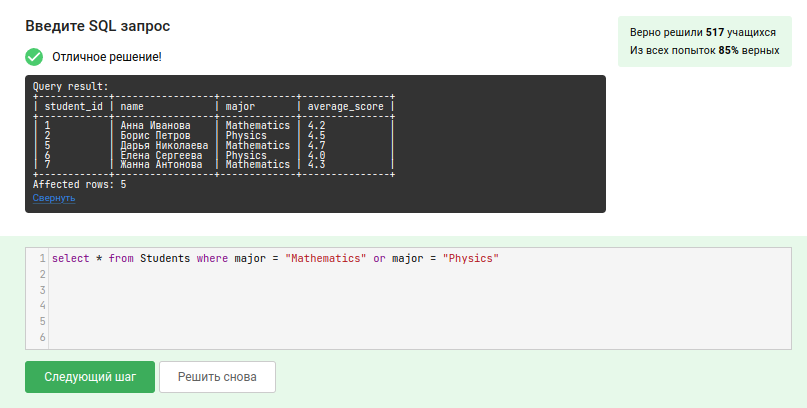 Введите SQL запрос
Верно решили 517 учащихся
Из всех попыток 85% верных
Отличное решение!
Query result:
+------------+-----------------+-------------+---------------+
| student_id | name            | major       | average_score |
+------------+-----------------+-------------+---------------+
| 1          | Анна Иванова    | Mathematics | 4.2           |
| 2          | Борис Петров    | Physics     | 4.5           |
| 5          | Дарья Николаева | Mathematics | 4.7           |
| 6          | Елена Сергеева  | Physics     | 4.0           |
| 7          | Жанна Антонова  | Mathematics | 4.3           |
+------------+-----------------+-------------+---------------+
Affected rows: 5
Свернуть
1 select * from Students where major = "Mathematics" or major = "Physics"
2
3
4
5
6
Следующий шаг
Решить снова